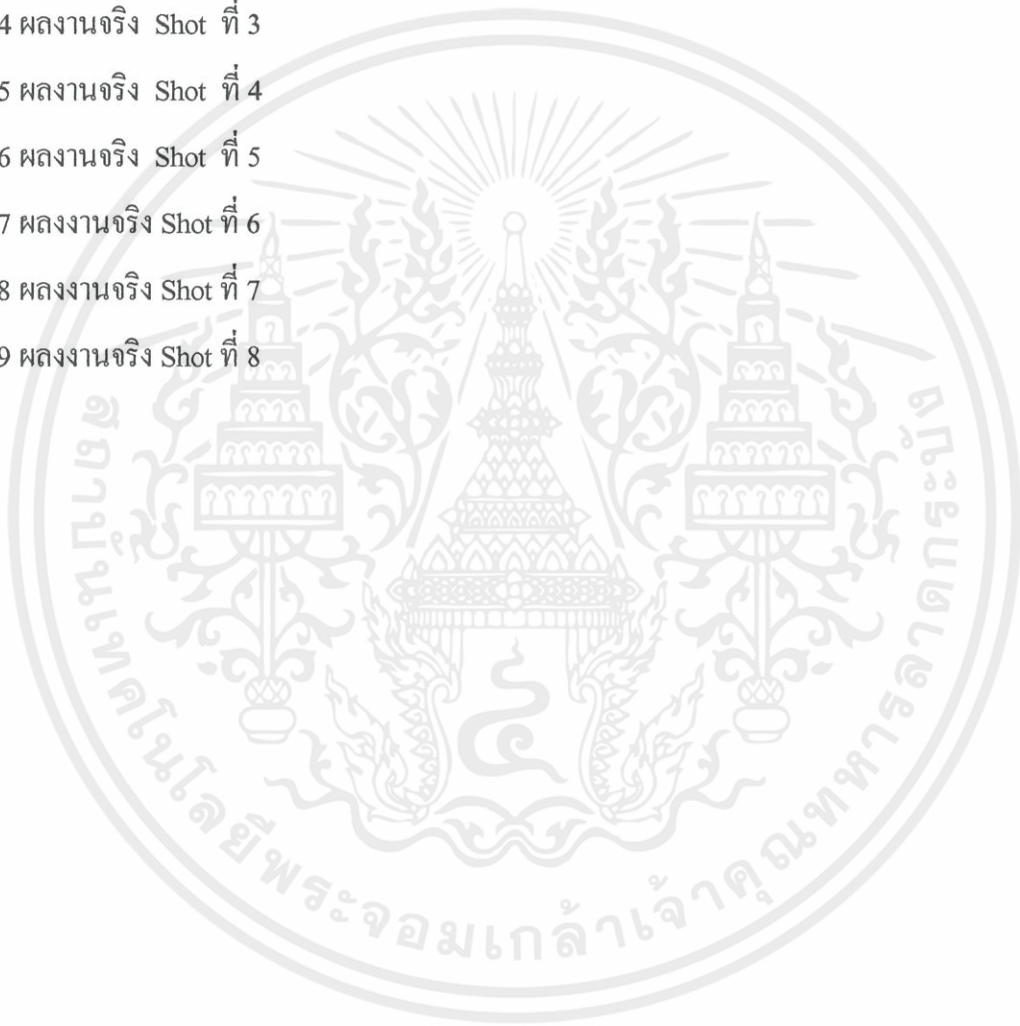 4 ผลงานจริง Shot ที่ 3
5 ผลงานจริง Shot ที่ 4
6 ผลงานจริง Shot ที่ 5
7 ผลงงานจริง Shot ที่ 6
8 ผลงงานจริง Shot ที่ 7
9 ผลงงานจริง Shot ที่ 8
สถาบันเทคโนโลยีพระจอมเกล้าเจ้าคุณทหารลาดกระบัง
๔